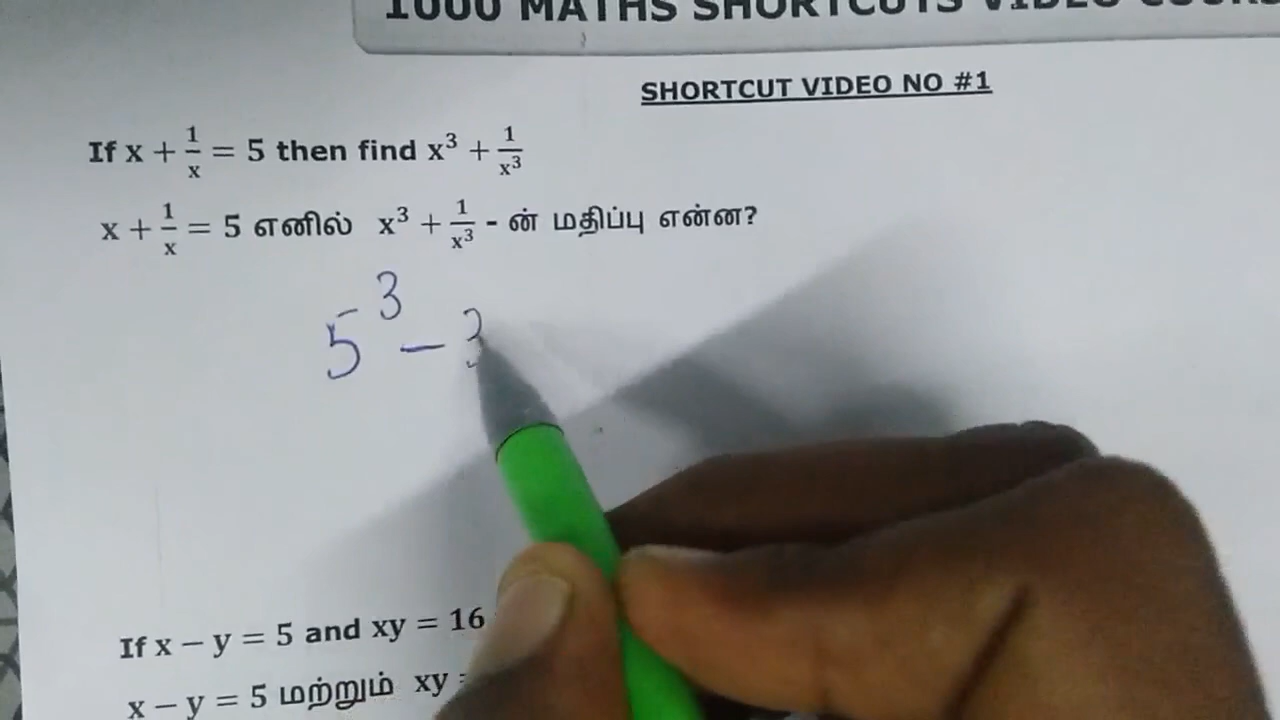 1000 MATHS SHORTCUTS VIDEO
SHORTCUT VIDEO NO #1
If x + 1/x = 5 then find x³ + 1/x³
x + 1/x = 5 எனில் x³ + 1/x³ - ன் மதிப்பு என்ன?
5³ - 3
If x – y = 5 and xy = 16
x – y = 5 மற்றும் xy =